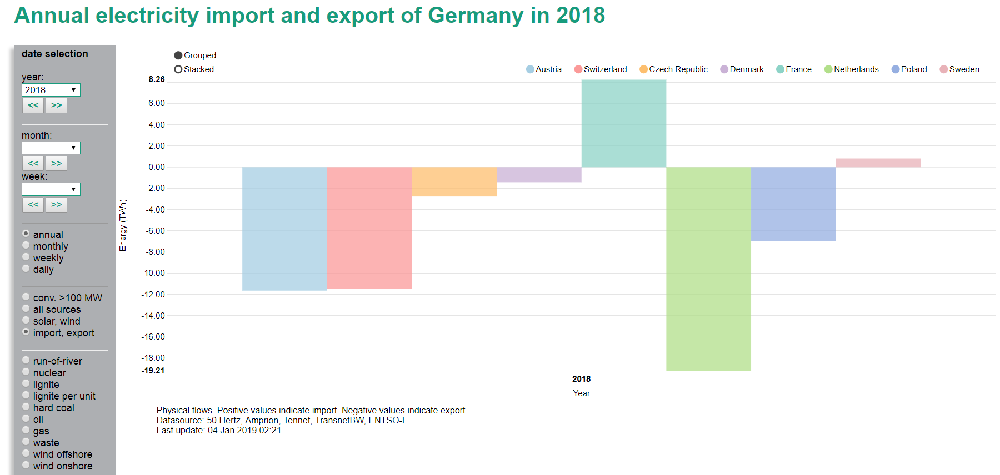 Annual electricity import and export of Germany in 2018
date selection
year:
2018
<< >>
month:
<< >>
week:
<< >>
annual
monthly
weekly
daily
conv. >100 MW
all sources
solar, wind
import, export
run-of-river
nuclear
lignite
lignite per unit
hard coal
oil
gas
waste
wind offshore
wind onshore
Grouped
Stacked
Austria Switzerland Czech Republic Denmark France Netherlands Poland Sweden
8.26
6.00
4.00
2.00
0.00
-2.00
-4.00
-6.00
-8.00
-10.00
-12.00
-14.00
-16.00
-18.00
-19.21
Energy (TWh)
2018
Year
Physical flows. Positive values indicate import. Negative values indicate export.
Datasource: 50 Hertz, Amprion, Tennet, TransnetBW, ENTSO-E
Last update: 04 Jan 2019 02:21